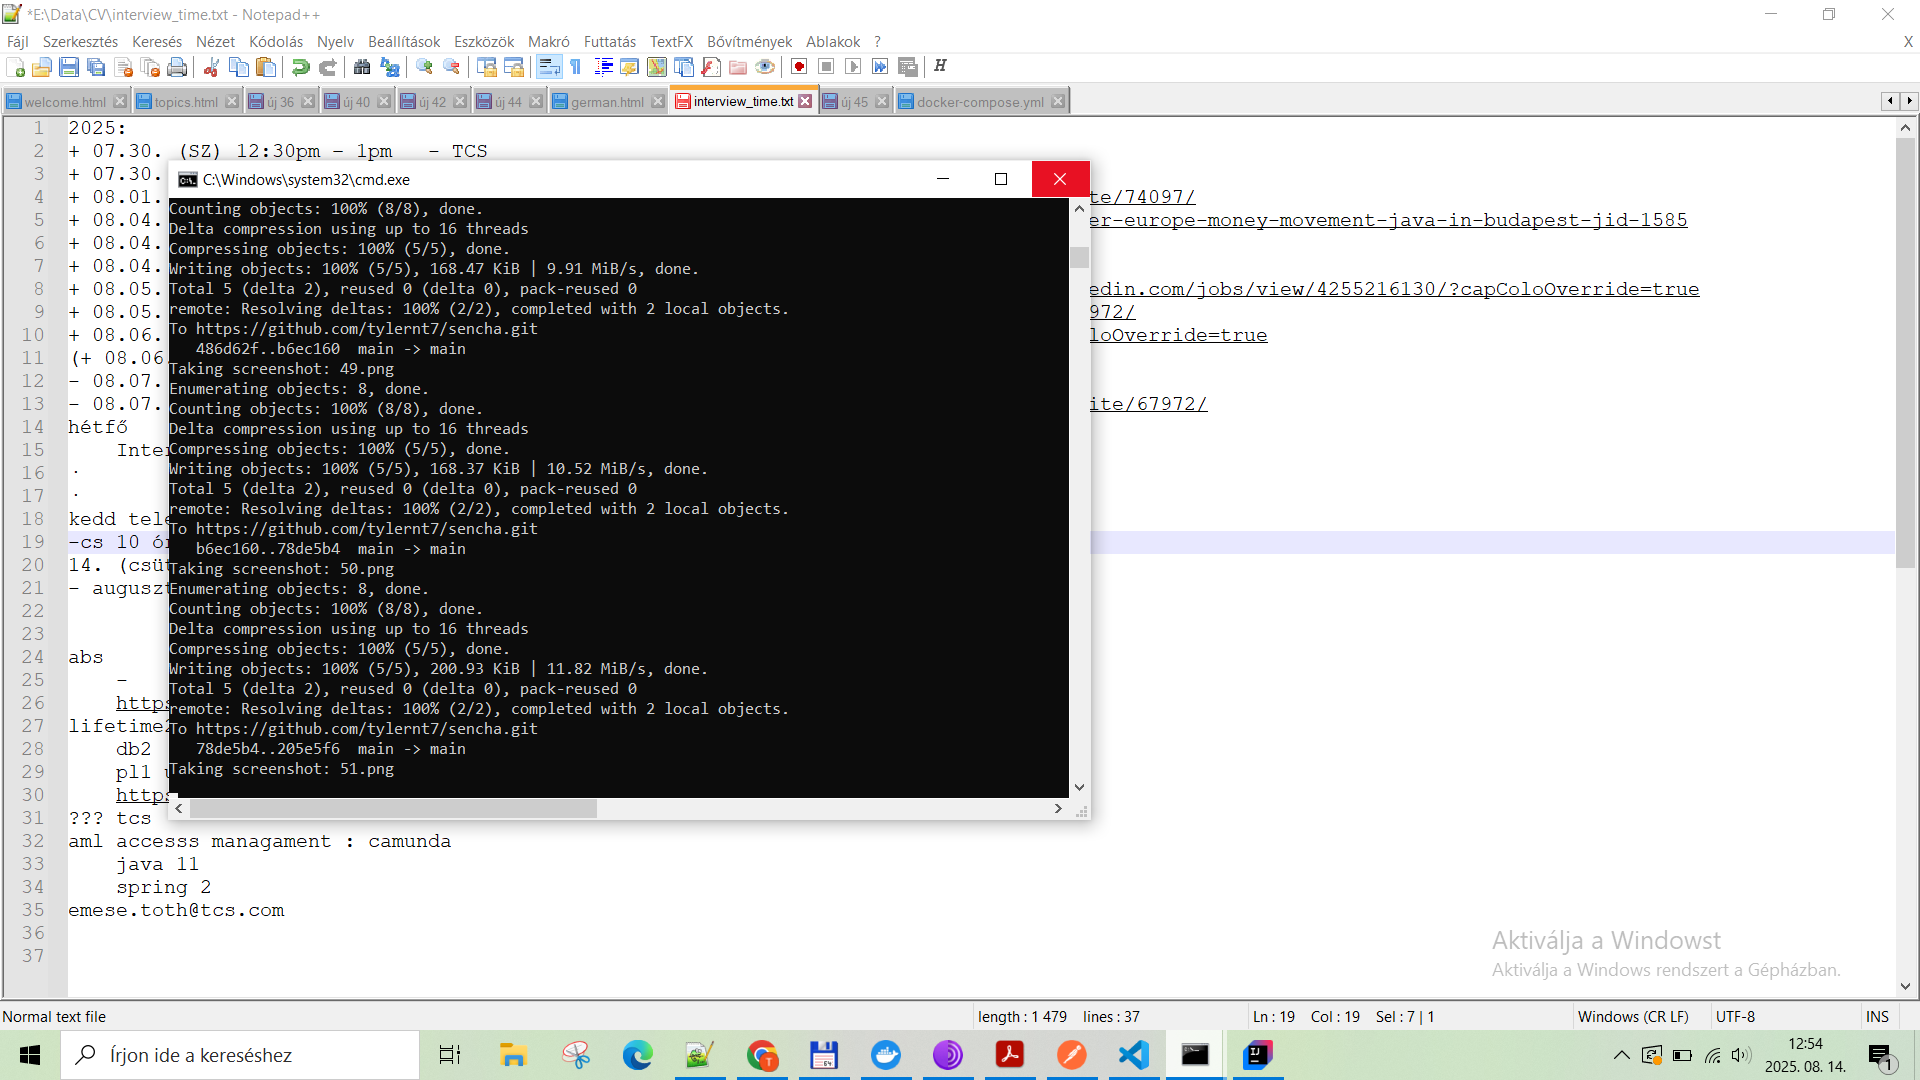 *E:\Data\CV\interview_time.txt - Notepad++
Fájl Szerkesztés Keresés Nézet Kódolás Nyelv Beállítások Eszközök Makró Futtatás TextFX Bővítmények Ablakok ? X
welcome.html topics.html új 36 új 40 új 42 új 44 german.html interview_time.txt új 45 docker-compose.yml
1 2025:
2 + 07.30. (SZ) 12:30pm - 1pm - TCS
3 + 07.30.
4 + 08.01. te/74097/
5 + 08.04. er-europe-money-movement-java-in-budapest-jid-1585
6 + 08.04.
7 + 08.04.
8 + 08.05. edin.com/jobs/view/4255216130/?capColoOverride=true
9 + 08.05. 972/
10 + 08.06. loOverride=true
11 (+ 08.06
12 - 08.07.
13 - 08.07. ite/67972/
14 hétfő
15 Inter
16 .
17 .
18 kedd tele
19 -cs 10 ó
20 14. (csüt
21 - auguszt
22
23
24 abs
25 -
26 https
27 lifetime
28 db2
29 pl1
30 https
31 ??? tcs
32 aml accesss managament : camunda
33 java 11
34 spring 2
35 emese.toth@tcs.com
36
37
C:\Windows\system32\cmd.exe
Counting objects: 100% (8/8), done.
Delta compression using up to 16 threads
Compressing objects: 100% (5/5), done.
Writing objects: 100% (5/5), 168.47 KiB | 9.91 MiB/s, done.
Total 5 (delta 2), reused 0 (delta 0), pack-reused 0
remote: Resolving deltas: 100% (2/2), completed with 2 local objects.
To https://github.com/tylernt7/sencha.git
486d62f..b6ec160 main -> main
Taking screenshot: 49.png
Enumerating objects: 8, done.
Counting objects: 100% (8/8), done.
Delta compression using up to 16 threads
Compressing objects: 100% (5/5), done.
Writing objects: 100% (5/5), 168.37 KiB | 10.52 MiB/s, done.
Total 5 (delta 2), reused 0 (delta 0), pack-reused 0
remote: Resolving deltas: 100% (2/2), completed with 2 local objects.
To https://github.com/tylernt7/sencha.git
b6ec160..78de5b4 main -> main
Taking screenshot: 50.png
Enumerating objects: 8, done.
Counting objects: 100% (8/8), done.
Delta compression using up to 16 threads
Compressing objects: 100% (5/5), done.
Writing objects: 100% (5/5), 200.93 KiB | 11.82 MiB/s, done.
Total 5 (delta 2), reused 0 (delta 0), pack-reused 0
remote: Resolving deltas: 100% (2/2), completed with 2 local objects.
To https://github.com/tylernt7/sencha.git
78de5b4..205e5f6 main -> main
Taking screenshot: 51.png
Aktiválja a Windowst
Aktiválja a Windows rendszert a Gépházban.
Normal text file length : 1 479 lines : 37 Ln : 19 Col : 19 Sel : 7 | 1 Windows (CR LF) UTF-8 INS
Írjon ide a kereséshez
12:54
2025. 08. 14.
1